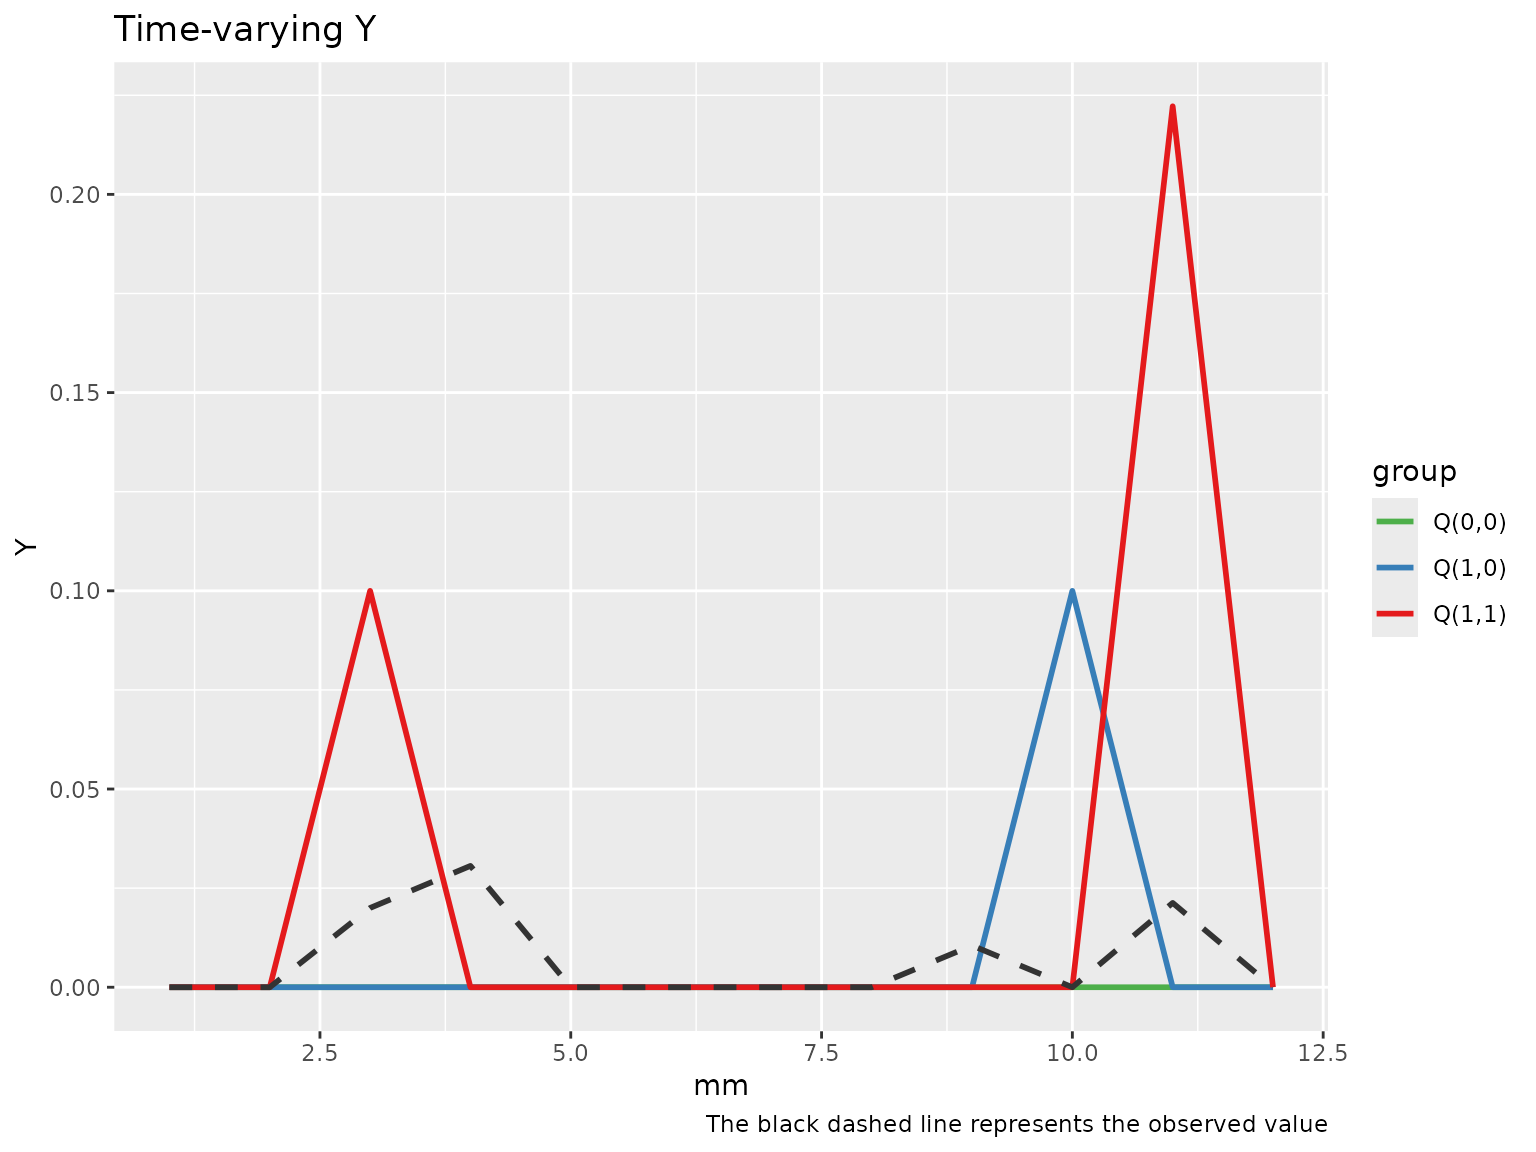 Time-varying Y
0.20
0.15
0.10
0.05
0.00
Y
2.5 5.0 7.5 10.0 12.5
mm
The black dashed line represents the observed value
group
Q(0,0)
Q(1,0)
Q(1,1)